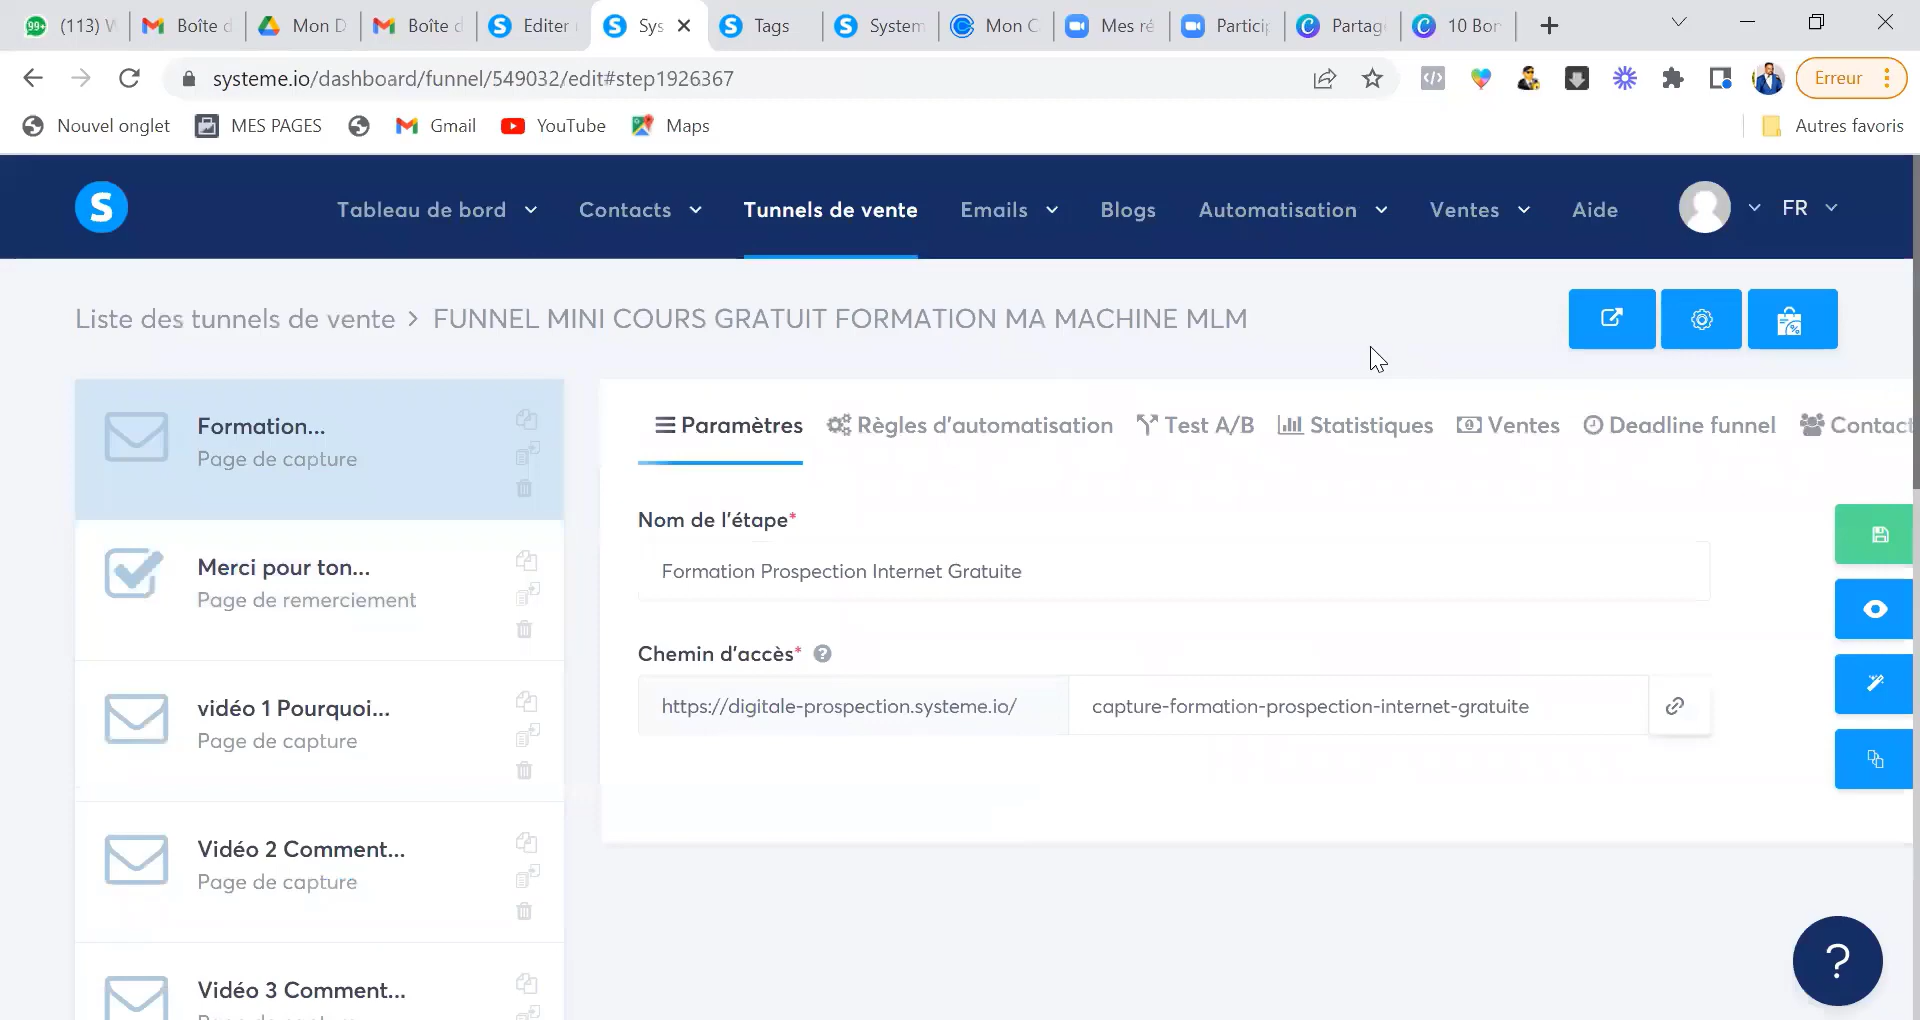 99+ (113) W Boîte d Mon D Boîte d Editer Sys Tags System Mon C Mes ré Particip Partag 10 Bon
systeme.io/dashboard/funnel/549032/edit#step1926367 Erreur
Nouvel onglet MES PAGES Gmail YouTube Maps Autres favoris
S Tableau de bord Contacts Tunnels de vente Emails Blogs Automatisation Ventes Aide FR
Liste des tunnels de vente > FUNNEL MINI COURS GRATUIT FORMATION MA MACHINE MLM
Paramètres Règles d'automatisation Test A/B Statistiques Ventes Deadline funnel Contact
Formation...
Page de capture
Merci pour ton...
Page de remerciement
vidéo 1 Pourquoi...
Page de capture
Vidéo 2 Comment...
Page de capture
Vidéo 3 Comment...
Nom de l'étape*
Formation Prospection Internet Gratuite
Chemin d'accès* ?
https://digitale-prospection.systeme.io/ capture-formation-prospection-internet-gratuite
?